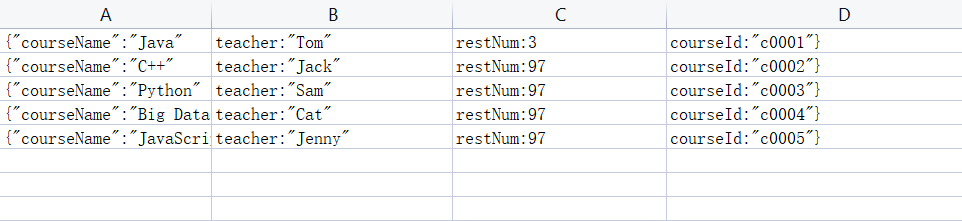 A B C D
{"courseName":"Java" teacher:"Tom" restNum:3 courseId:"c0001"}
{"courseName":"C++" teacher:"Jack" restNum:97 courseId:"c0002"}
{"courseName":"Python" teacher:"Sam" restNum:97 courseId:"c0003"}
{"courseName":"Big Data teacher:"Cat" restNum:97 courseId:"c0004"}
{"courseName":"JavaScri teacher:"Jenny" restNum:97 courseId:"c0005"}